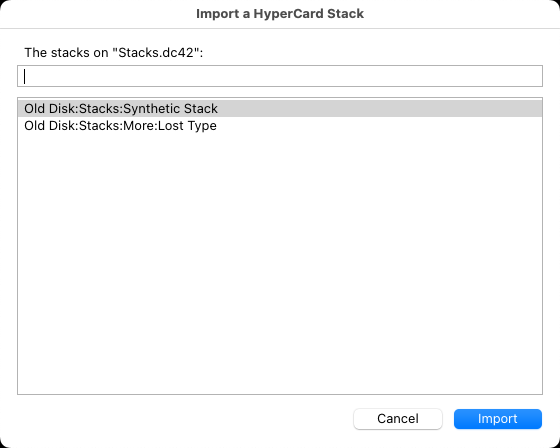 Import a HyperCard Stack
The stacks on "Stacks.dc42":
Old Disk:Stacks:Synthetic Stack
Old Disk:Stacks:More:Lost Type
Cancel
Import